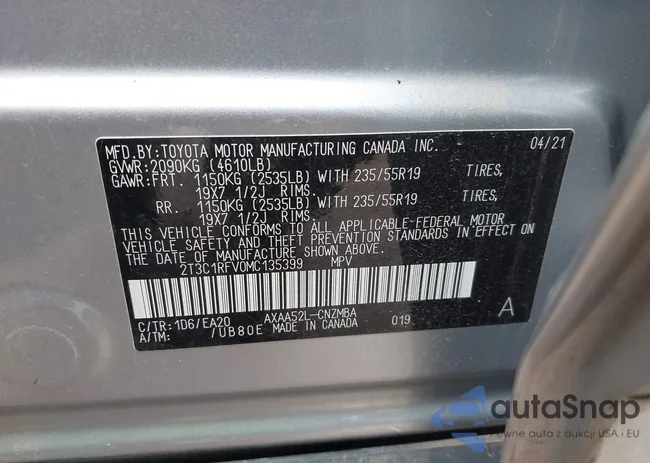 MFD.BY:TOYOTA MOTOR MANUFACTURING CANADA INC. 04/21
GVWR:2090KG (4610LB)
GAWR:FRT. 1150KG (2535LB) WITH 235/55R19 TIRES,
19X7 1/2J RIMS.
RR. 1150KG (2535LB) WITH 235/55R19 TIRES,
19X7 1/2J RIMS.
THIS VEHICLE CONFORMS TO ALL APPLICABLE-FEDERAL MOTOR
VEHICLE SAFETY AND THEFT PREVENTION STANDARDS IN EFFECT ON
THE DATE OF MANUFACTURE SHOWN ABOVE.
2T3C1RFV0MC135399 MPV
C/TR:1D6/EA20 AXAA52L-CNZMBA A
A/TM: /UB80E MADE IN CANADA 019
autaSnap
Pewne auta z aukcji USA i EU